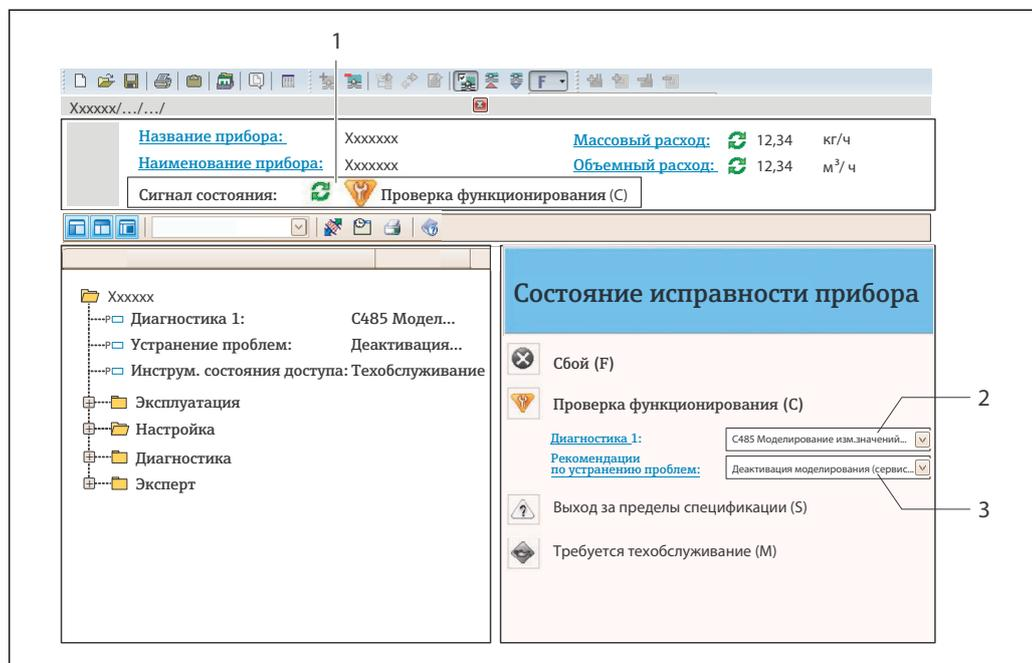 1
F
Xxxxxx/.../.../
Название прибора: Xxxxxxx Массовый расход: 12,34 кг/ч
Наименование прибора: Xxxxxxx Объемный расход: 12,34 м³/ ч
Сигнал состояния: Проверка функционирования (C)
Xxxxxx
P Диагностика 1: C485 Модел...
P Устранение проблем: Деактивация...
P Инструм. состояния доступа: Техобслуживание
Эксплуатация
Настройка
Диагностика
Эксперт
Состояние исправности прибора
Сбой (F)
Проверка функционирования (C)
2
Диагностика 1: C485 Моделирование изм.значений...
Рекомендации
по устранению проблем: Деактивация моделирования (сервис...
3
Выход за пределы спецификации (S)
Требуется техобслуживание (M)